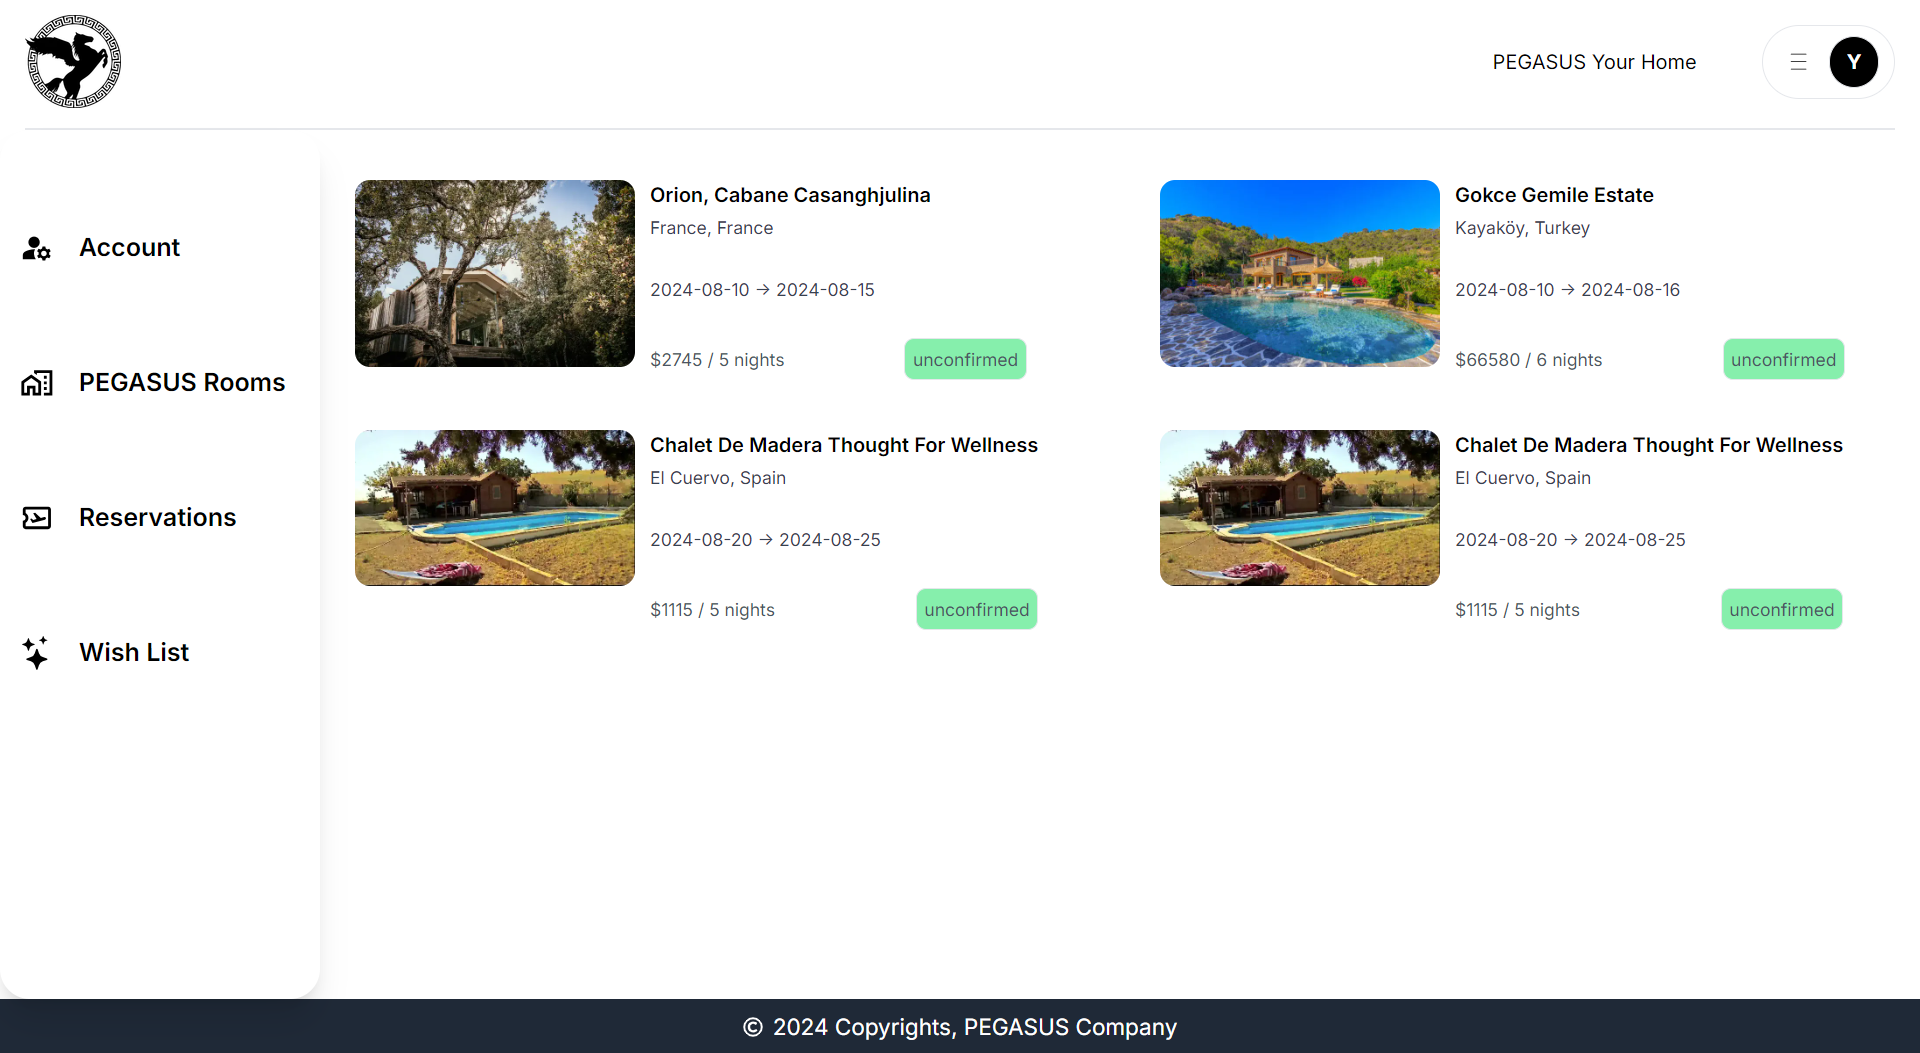 PEGASUS Your Home
Y
Account
PEGASUS Rooms
Reservations
Wish List
Orion, Cabane Casanghjulina
France, France
2024-08-10 → 2024-08-15
$2745 / 5 nights
unconfirmed
Gokce Gemile Estate
Kayaköy, Turkey
2024-08-10 → 2024-08-16
$66580 / 6 nights
unconfirmed
Chalet De Madera Thought For Wellness
El Cuervo, Spain
2024-08-20 → 2024-08-25
$1115 / 5 nights
unconfirmed
Chalet De Madera Thought For Wellness
El Cuervo, Spain
2024-08-20 → 2024-08-25
$1115 / 5 nights
unconfirmed
© 2024 Copyrights, PEGASUS Company